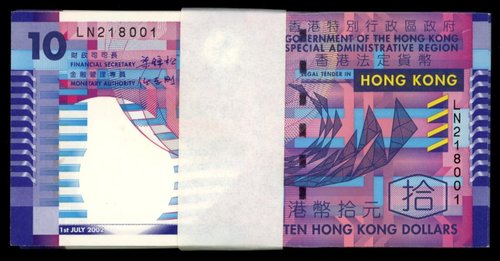 10
LN218001
財政司司長
FINANCIAL SECRETARY
金融管理專員
MONETARY AUTHORITY
1st JULY 2002
香港特別行政區政府
GOVERNMENT OF THE HONG KONG
SPECIAL ADMINISTRATIVE REGION
香港法定貨幣
LEGAL TENDER IN
HONG KONG
LN218001
拾
港幣拾元
TEN HONG KONG DOLLARS